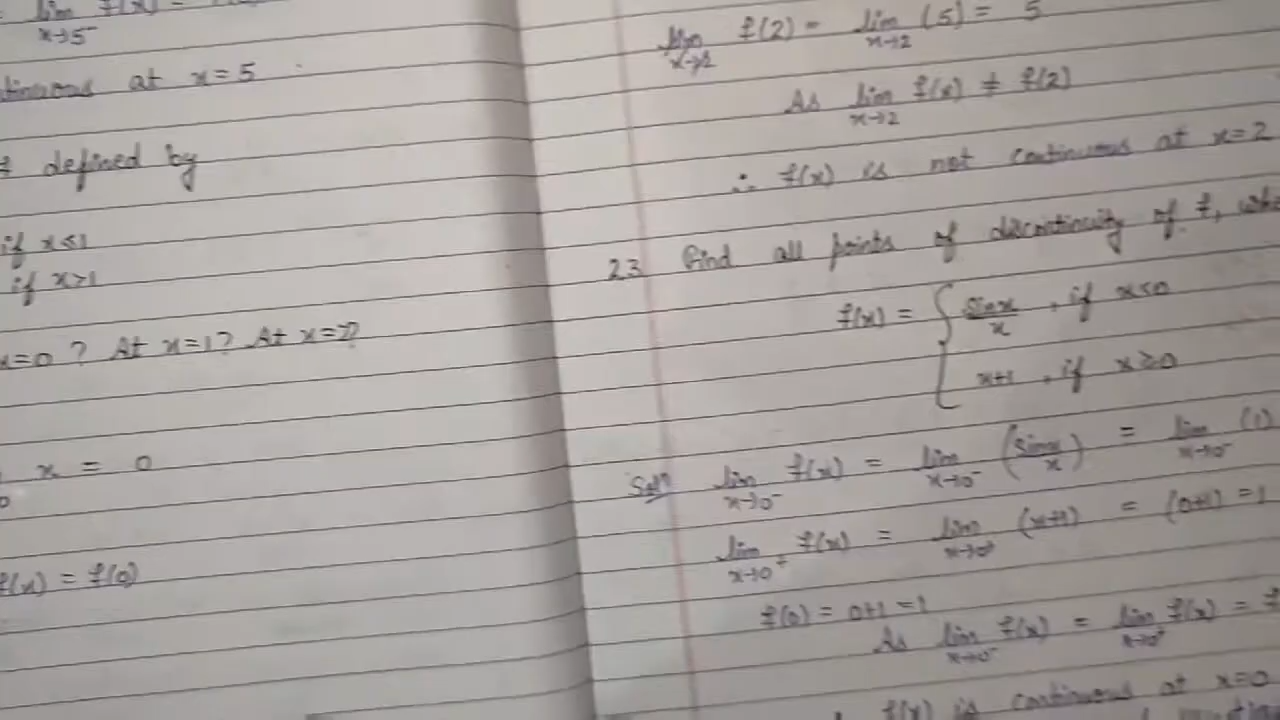 lim f(x) =
x→5⁻
tinuous at x = 5
f defined by
if x≤1
if x>1
x=0 ? At x=1? At x=2?
x = 0
f(x) = f(0)
lim f(2) = lim (5) = 5
x→2 x→2
As lim f(x) ≠ f(2)
x→2
∴ f(x) is not continuous at x=2
23 Find all points of discontinuity of f,
f(x) = { sinx/x , if x<0
x+1 , if x≥0
Solⁿ lim f(x) = lim (sinx/x) = lim (1)
x→0⁻ x→0⁻ x→0⁻
lim f(x) = lim (x+1) = (0+1) = 1
x→0⁺ x→0⁺
f(0) = 0+1 = 1
As lim f(x) = lim f(x) = f
x→0⁻ x→0⁺
f(x) is continuous at x=0